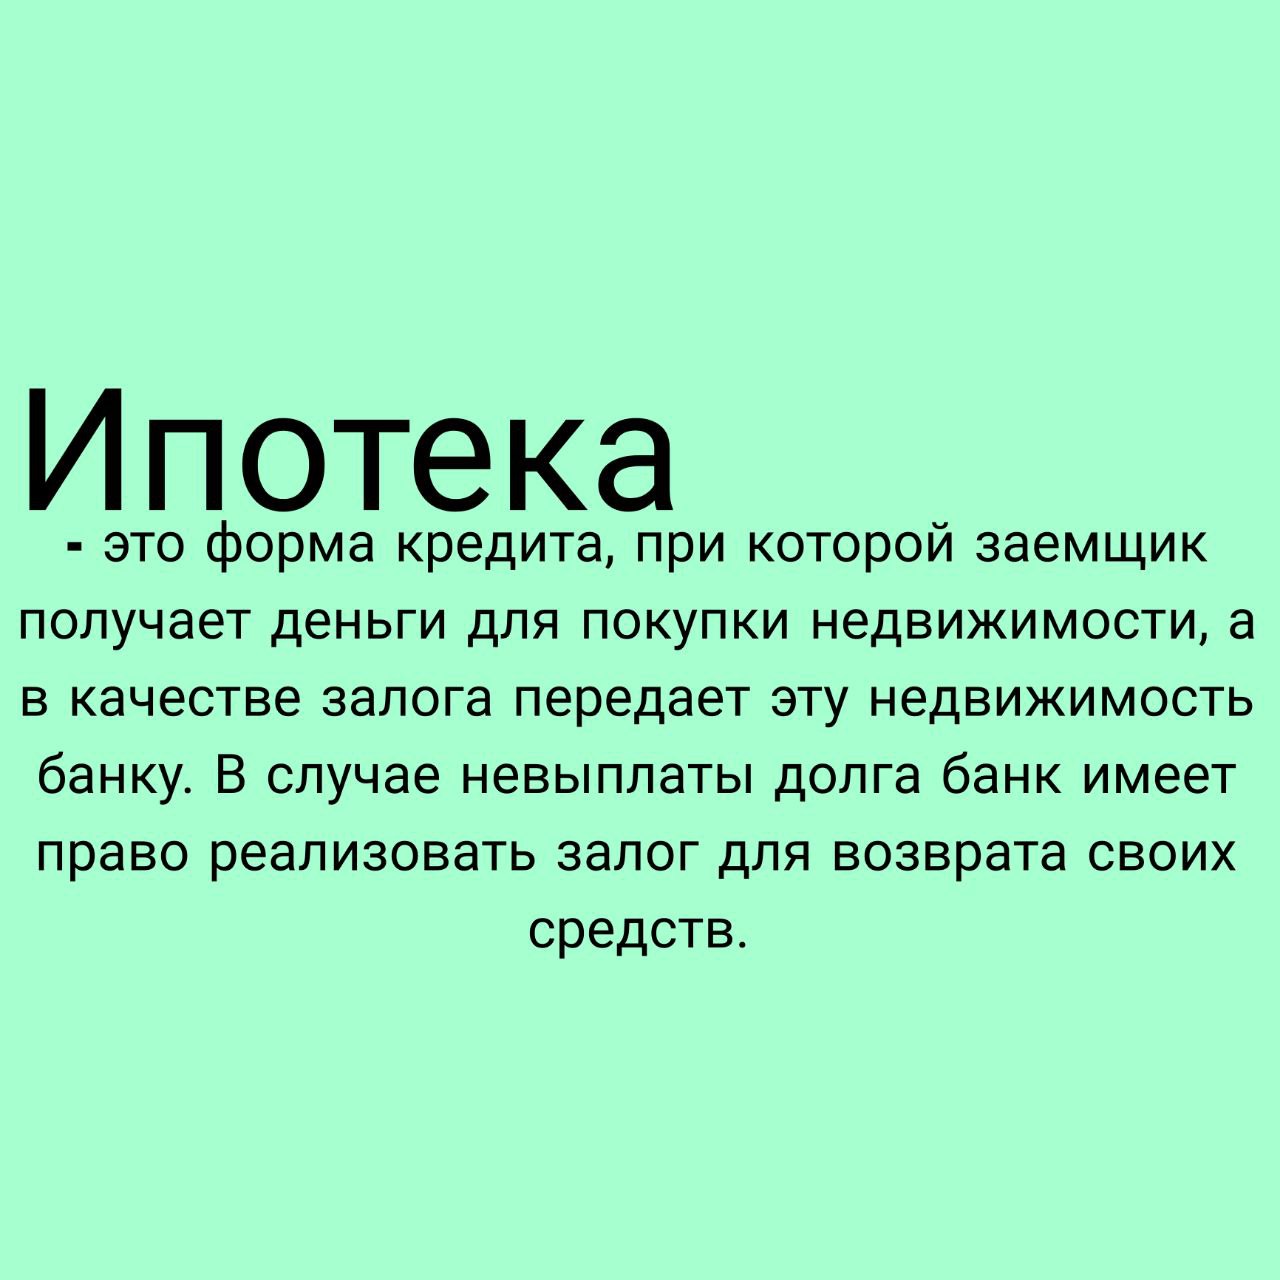 Ипотека
- это форма кредита, при которой заемщик
получает деньги для покупки недвижимости, а
в качестве залога передает эту недвижимость
банку. В случае невыплаты долга банк имеет
право реализовать залог для возврата своих
средств.